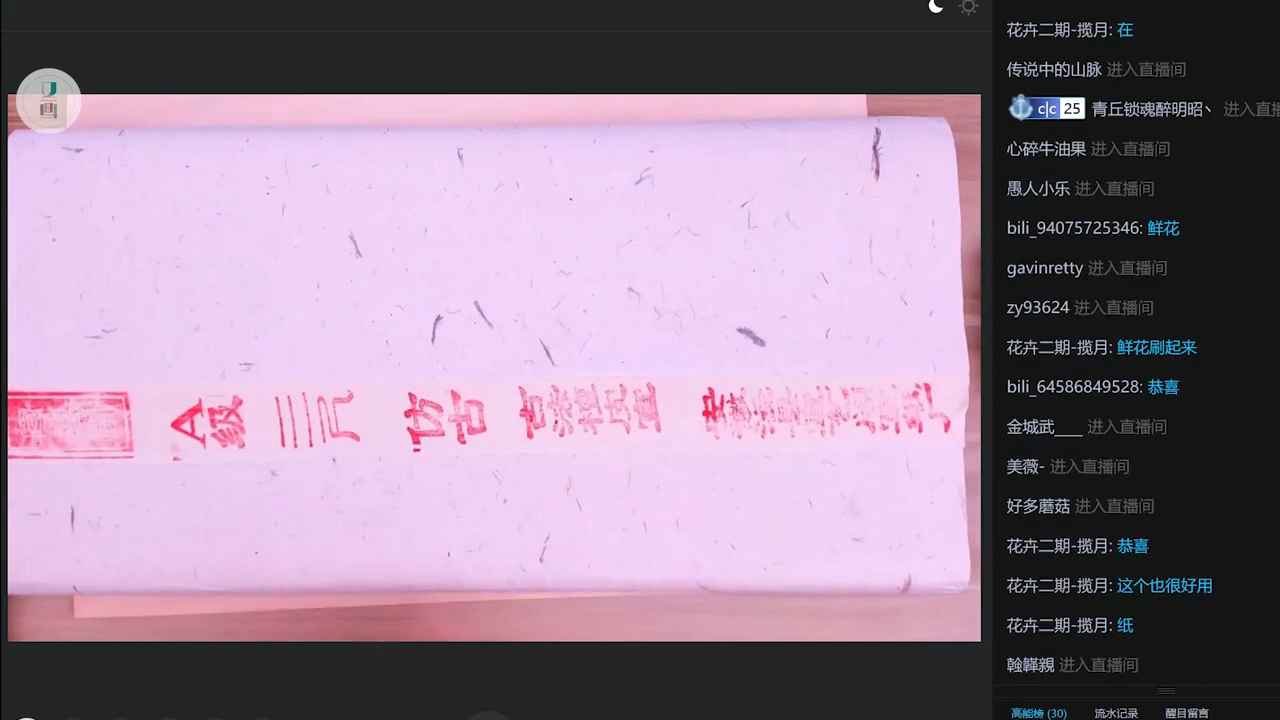 A级
三尺
仿古
花卉二期-揽月: 在
传说中的山脉 进入直播间
c|c 25 青丘锁魂醉明昭丶 进入直播
心碎牛油果 进入直播间
愚人小乐 进入直播间
bili_94075725346: 鲜花
gavinretty 进入直播间
zy93624 进入直播间
花卉二期-揽月: 鲜花刷起来
bili_64586849528: 恭喜
金城武___ 进入直播间
美薇- 进入直播间
好多蘑菇 进入直播间
花卉二期-揽月: 恭喜
花卉二期-揽月: 这个也很好用
花卉二期-揽月: 纸
进入直播间
高能榜 (30) 流水记录 醒目留言